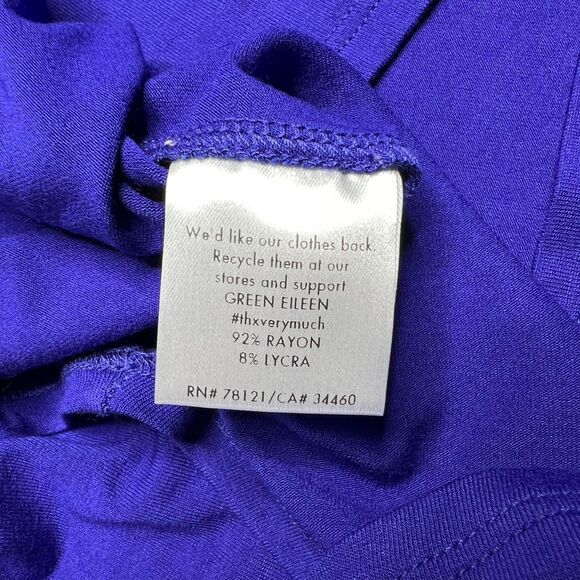 We'd like our clothes back.
Recycle them at our
stores and support
GREEN EILEEN.
#thxverymuch
92% RAYON
8% LYCRA
RN# 78121/CA# 34460